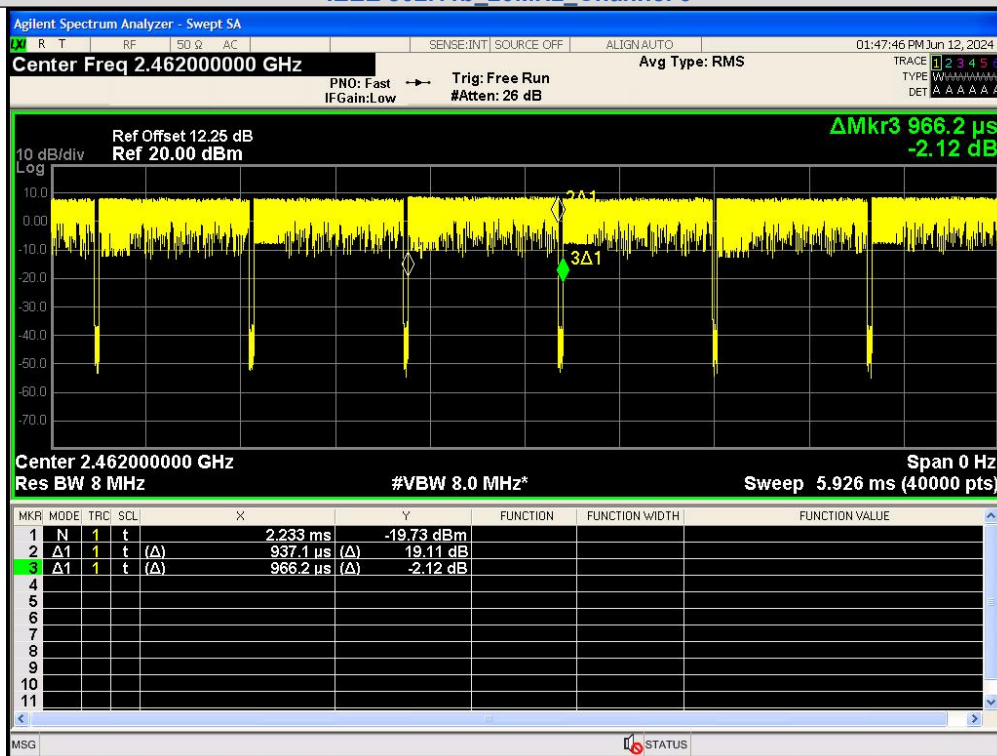 Agilent Spectrum Analyzer - Swept SA
LXI R T RF 50 Ω AC SENSE:INT SOURCE OFF ALIGN AUTO 01:47:46 PM Jun 12, 2024
Center Freq 2.462000000 GHz Avg Type: RMS TRACE 1 2 3 4 5 6
PNO: Fast Trig: Free Run TYPE
IFGain:Low #Atten: 26 dB DET A A A A A A
ΔMkr3 966.2 µs
-2.12 dB
Ref Offset 12.25 dB
10 dB/div Ref 20.00 dBm
Log
10.0
0.00
-10.0
-20.0
-30.0
-40.0
-50.0
-60.0
-70.0
2Δ1
3Δ1
Center 2.462000000 GHz Span 0 Hz
Res BW 8 MHz #VBW 8.0 MHz* Sweep 5.926 ms (40000 pts)
MKR MODE TRC SCL X Y FUNCTION FUNCTION WIDTH FUNCTION VALUE
1 N 1 t 2.233 ms -19.73 dBm
2 Δ1 1 t (Δ) 937.1 µs (Δ) 19.11 dB
3 Δ1 1 t (Δ) 966.2 µs (Δ) -2.12 dB
4
5
6
7
8
9
10
11
MSG STATUS